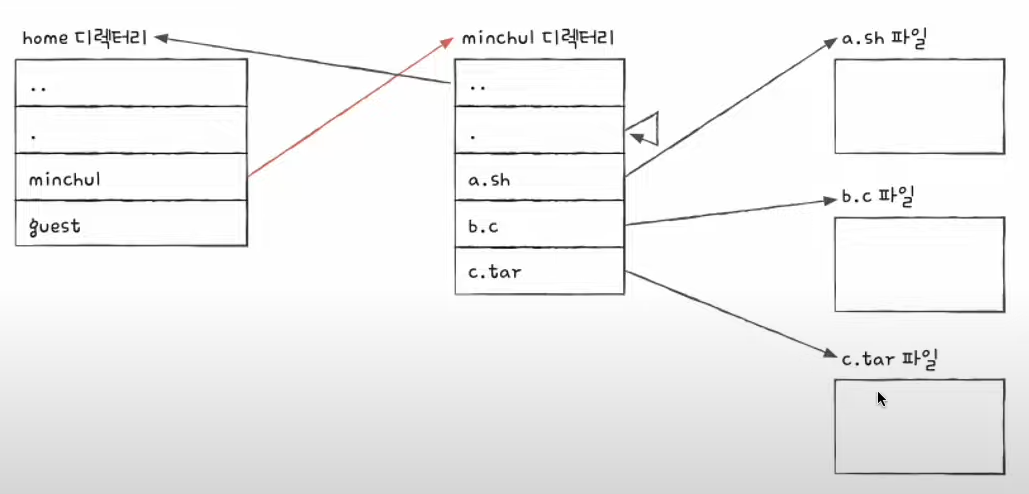 home 디렉터리
..
.
minchul
guest
minchul 디렉터리
..
.
a.sh
b.c
c.tar
a.sh 파일
b.c 파일
c.tar 파일